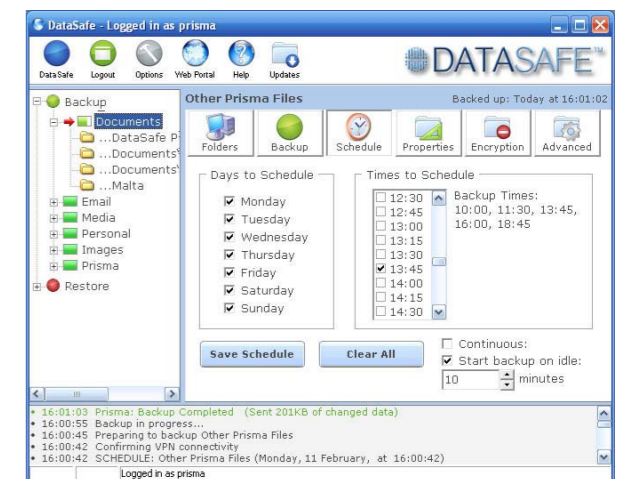 DataSafe - Logged in as prisma
DataSafe Logout Options Web Portal Help Updates
DATASAFE™
Backup
Documents
...DataSafe P
...Documents
...Documents
...Malta
Email
Media
Personal
Images
Prisma
Restore
Other Prisma Files Backed up: Today at 16:01:02
Folders Backup Schedule Properties Encryption Advanced
Days to Schedule
Monday
Tuesday
Wednesday
Thursday
Friday
Saturday
Sunday
Times to Schedule
12:30
12:45
13:00
13:15
13:30
13:45
14:00
14:15
14:30
Backup Times:
10:00, 11:30, 13:45,
16:00, 18:45
Save Schedule Clear All
Continuous:
Start backup on idle:
10 minutes
• 16:01:03 Prisma: Backup Completed (Sent 201KB of changed data)
• 16:00:55 Backup in progress...
• 16:00:45 Preparing to backup Other Prisma Files
• 16:00:42 Confirming VPN connectivity
• 16:00:42 SCHEDULE: Other Prisma Files (Monday, 11 February, at 16:00:42)
Logged in as prisma